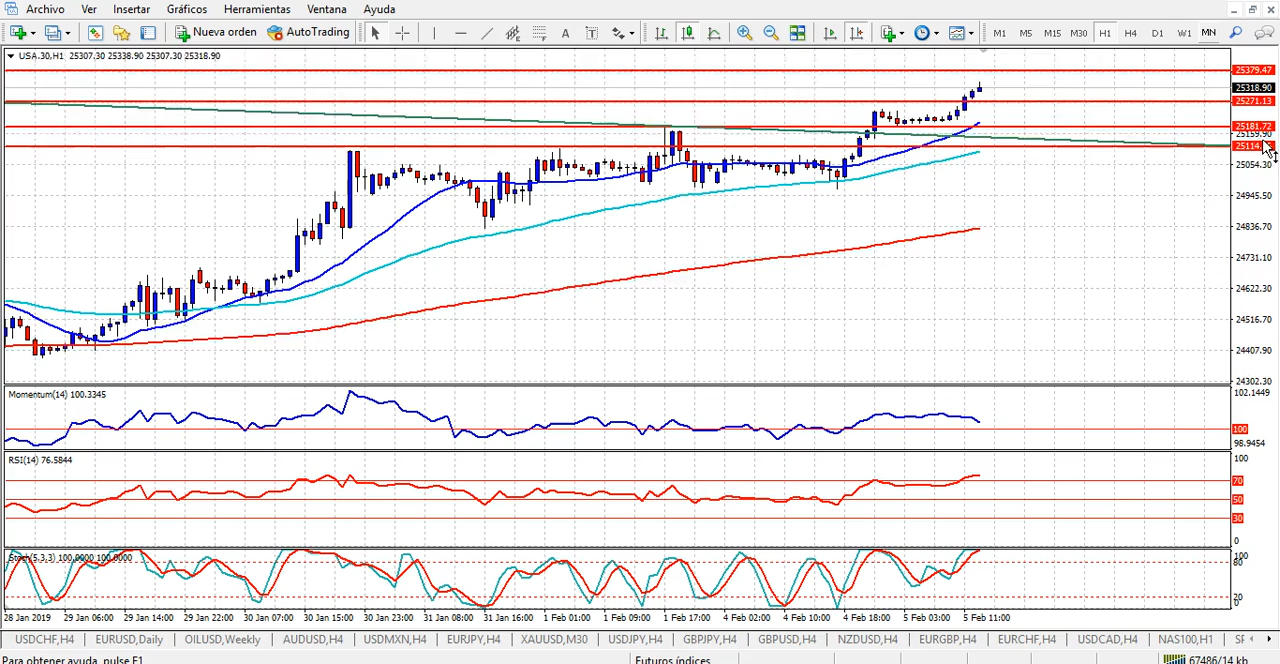 Archivo Ver Insertar Gráficos Herramientas Ventana Ayuda
Nueva orden AutoTrading A T M1 M5 M15 M30 H1 H4 D1 W1 MN
USA.30,H1 25307.30 25338.90 25307.30 25318.90
25379.47
25318.90
25271.13
25181.72
25159.90
25114
25054.30
24945.50
24836.70
24731.10
24622.30
24516.70
24407.90
24302.30
Momentum(14) 100.3345
102.1449
100
98.9454
RSI(14) 76.5844
100
70
50
30
0
Stoch(5,3,3) 100.0000 100.0000
100
80
20
0
28 Jan 2019 29 Jan 06:00 29 Jan 14:00 29 Jan 22:00 30 Jan 07:00 30 Jan 15:00 30 Jan 23:00 31 Jan 08:00 31 Jan 16:00 1 Feb 01:00 1 Feb 09:00 1 Feb 17:00 4 Feb 02:00 4 Feb 10:00 4 Feb 18:00 5 Feb 03:00 5 Feb 11:00
USDCHF,H4 EURUSD,Daily OILUSD,Weekly AUDUSD,H4 USDMXN,H4 EURJPY,H4 XAUUSD,M30 USDJPY,H4 GBPJPY,H4 GBPUSD,H4 NZDUSD,H4 EURGBP,H4 EURCHF,H4 USDCAD,H4 NAS100,H1 SF
Para obtener ayuda, pulse F1 Futuros índices 67486/14 kb